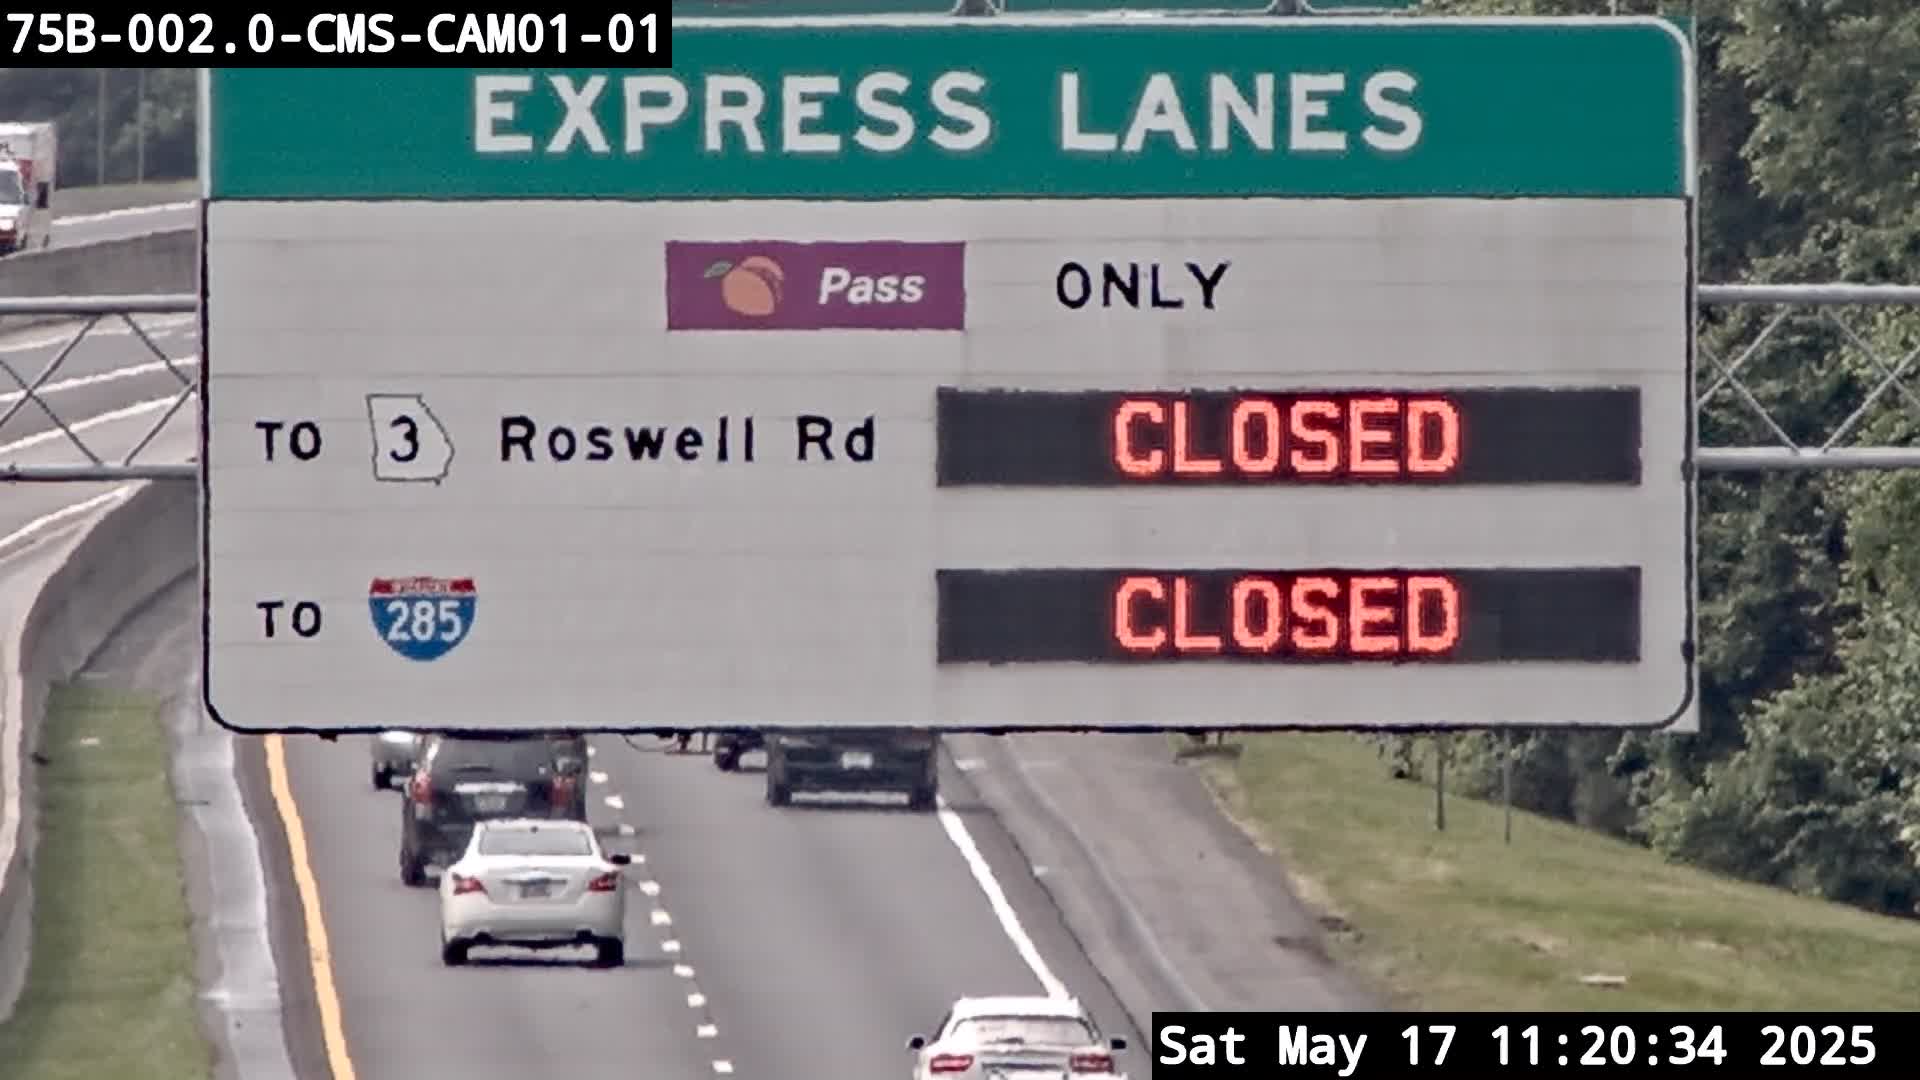 75B-002.0-CMS-CAM01-01
EXPRESS LANES
Pass ONLY
TO 3 Roswell Rd CLOSED
TO 285 CLOSED
Sat May 17 11:20:34 2025